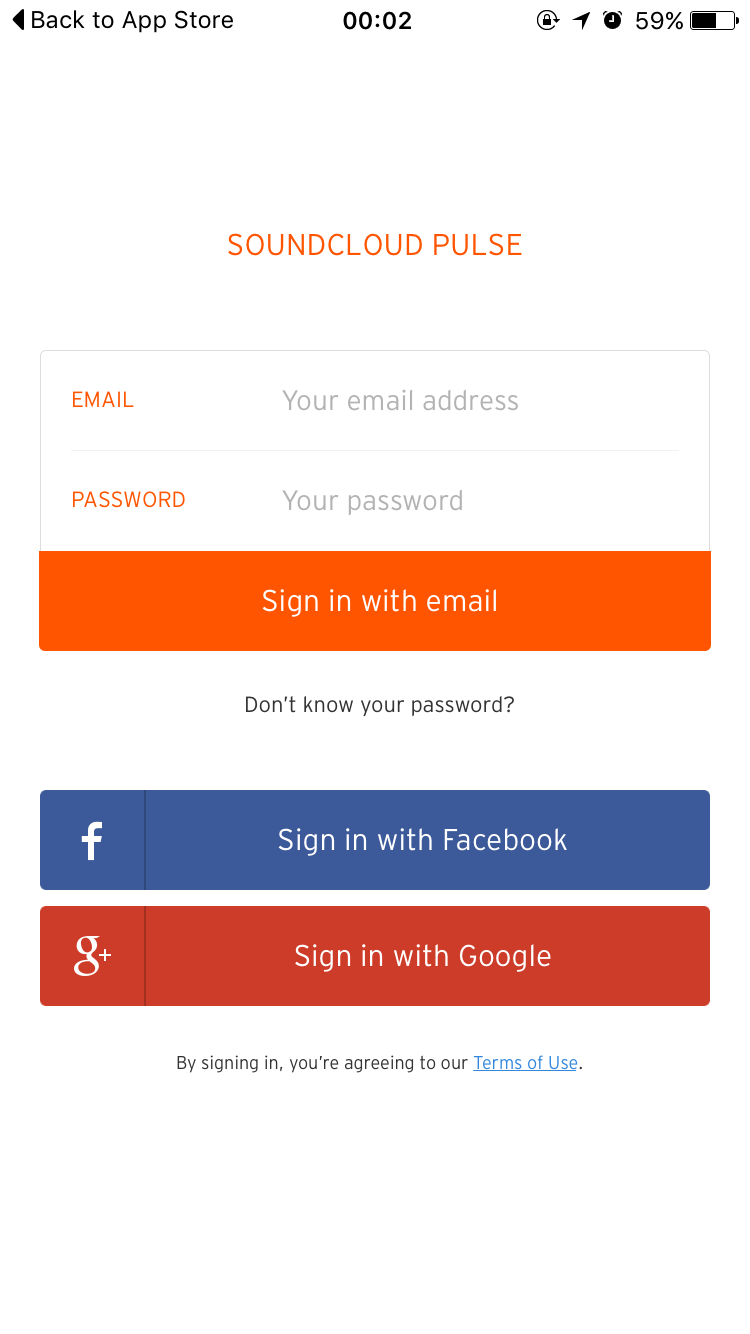 Back to App Store 00:02 59%
SOUNDCLOUD PULSE
EMAIL Your email address
PASSWORD Your password
Sign in with email
Don’t know your password?
f Sign in with Facebook
g+ Sign in with Google
By signing in, you’re agreeing to our Terms of Use.